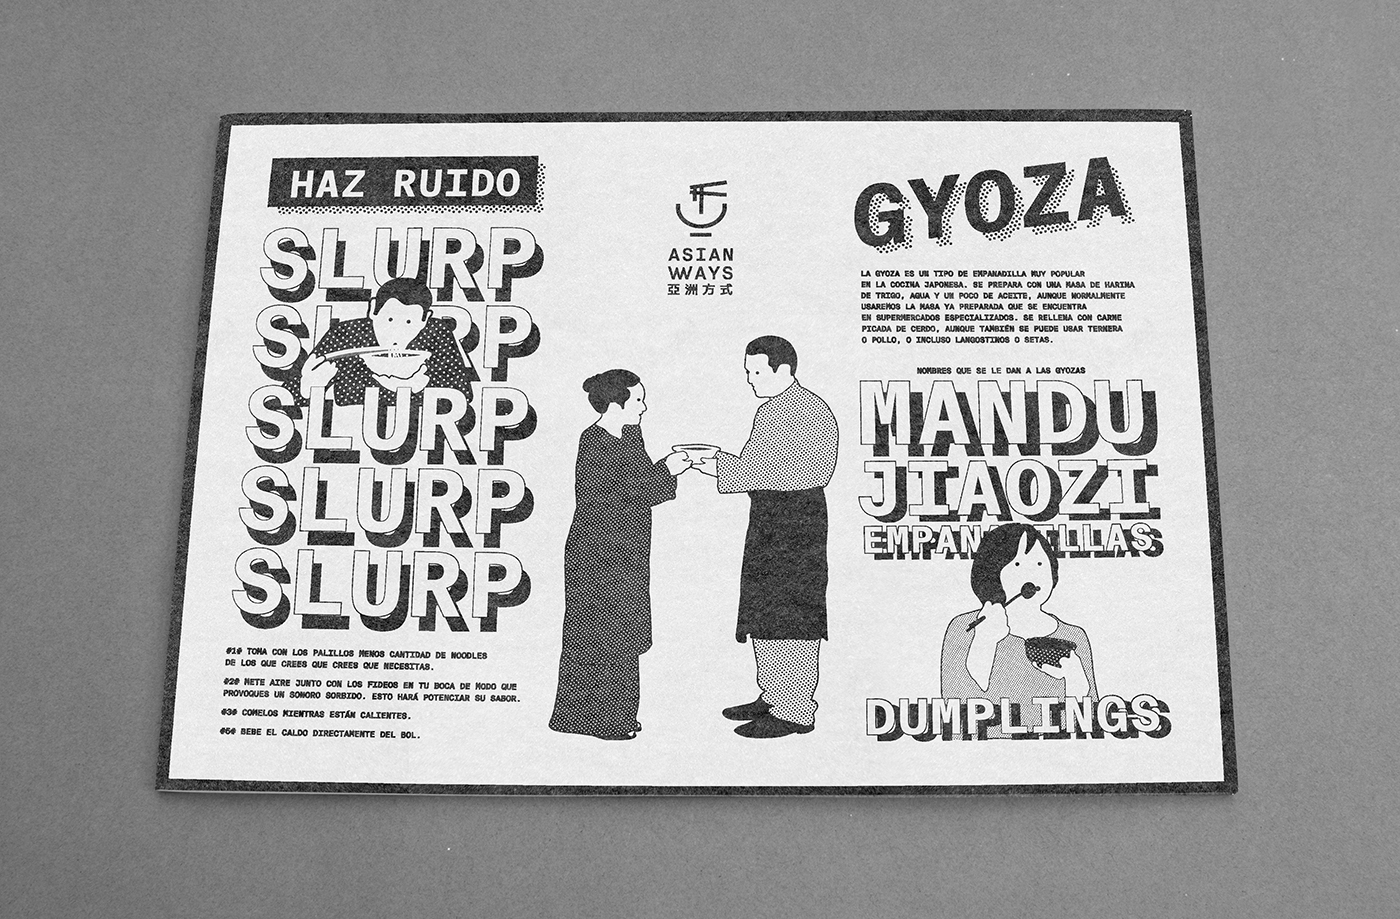 HAZ RUIDO
SLURP
SLURP
SLURP
SLURP
SLURP
#1# TOMA CON LOS PALILLOS MENOS CANTIDAD DE NOODLES
DE LOS QUE CREES QUE CREES QUE NECESITAS.
#2# METE AIRE JUNTO CON LOS FIDEOS EN TU BOCA DE MODO QUE
PROVOQUES UN SONORO SORBIDO. ESTO HARÁ POTENCIAR SU SABOR.
#3# COMELOS MIENTRAS ESTÁN CALIENTES.
#5# BEBE EL CALDO DIRECTAMENTE DEL BOL.
ASIAN
WAYS
亞洲方式
GYOZA
LA GYOZA ES UN TIPO DE EMPANADILLA MUY POPULAR
EN LA COCINA JAPONESA. SE PREPARA CON UNA MASA DE HARINA
DE TRIGO, AGUA Y UN POCO DE ACEITE, AUNQUE NORMALMENTE
USAREMOS LA MASA YA PREPARADA QUE SE ENCUENTRA
EN SUPERMERCADOS ESPECIALIZADOS. SE RELLENA CON CARNE
PICADA DE CERDO, AUNQUE TAMBIÉN SE PUEDE USAR TERNERA
O POLLO, O INCLUSO LANGOSTINOS O SETAS.
NOMBRES QUE SE LE DAN A LAS GYOZAS
MANDU
JIAOZI
EMPANADILLAS
DUMPLINGS